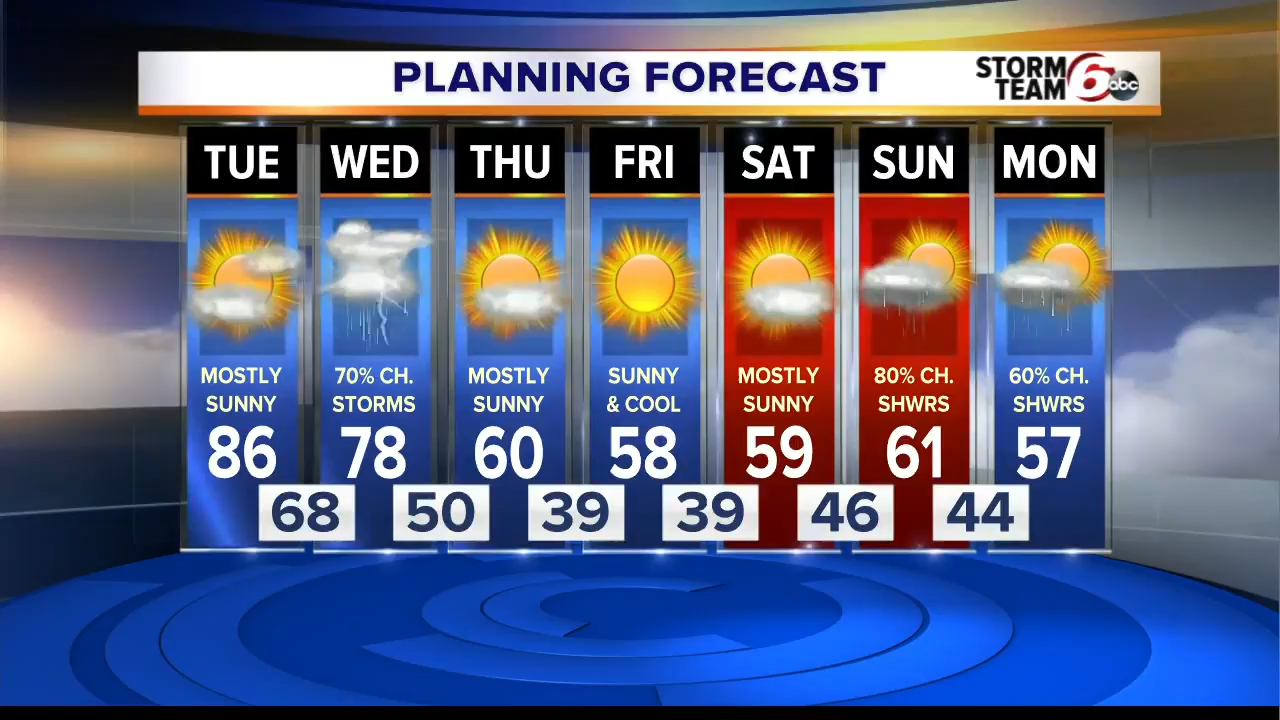 PLANNING FORECAST
STORM TEAM 6 abc
TUE WED THU FRI SAT SUN MON
MOSTLY 70% CH. MOSTLY SUNNY MOSTLY 80% CH. 60% CH.
SUNNY STORMS SUNNY & COOL SUNNY SHWRS SHWRS
86 78 60 58 59 61 57
68 50 39 39 46 44